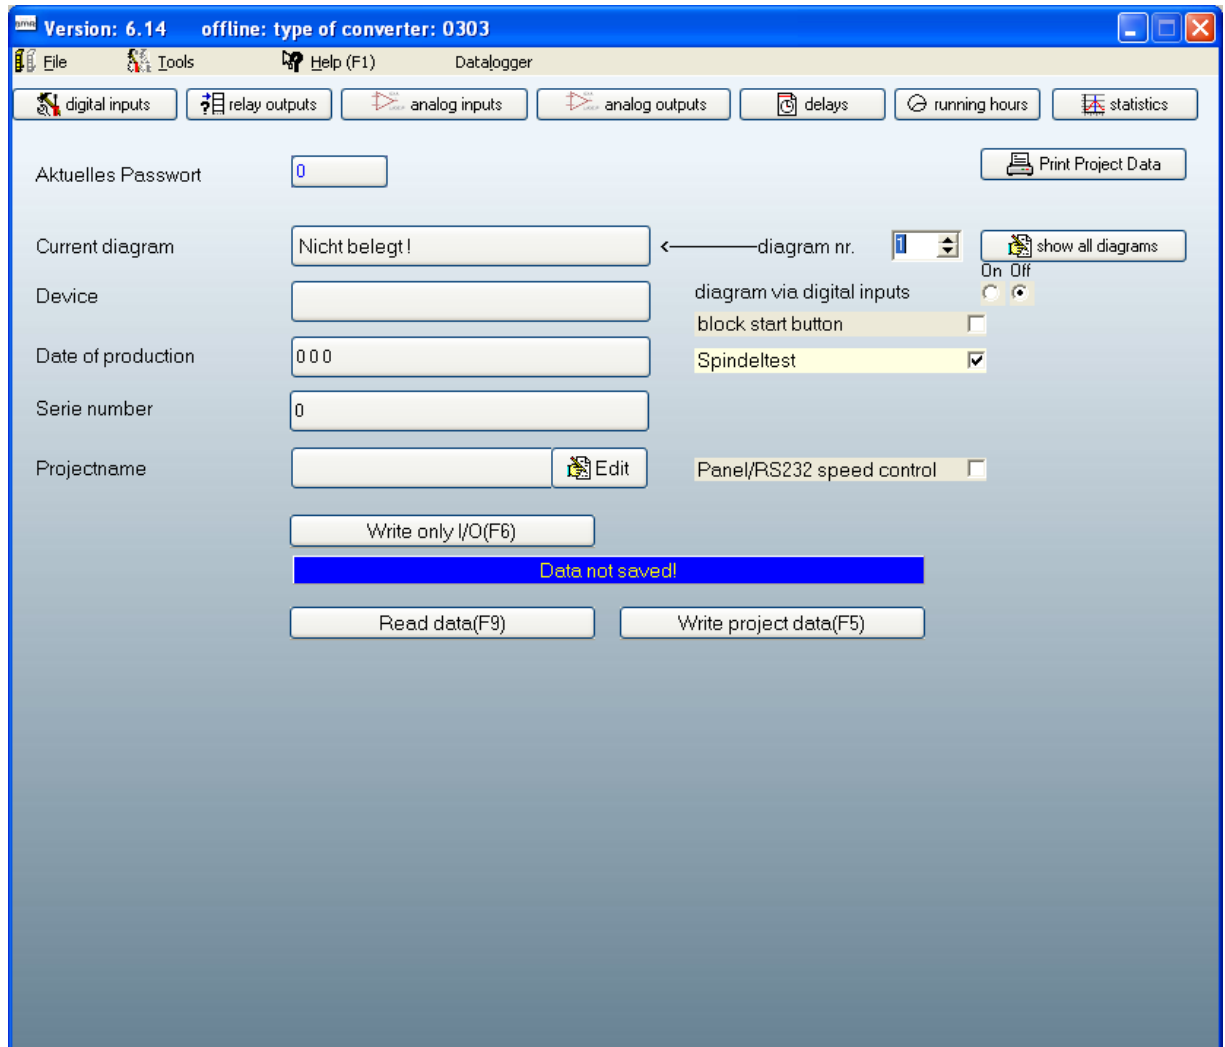 Version: 6.14 offline: type of converter: 0303
File Tools Help (F1) Datalogger
digital inputs relay outputs analog inputs analog outputs delays running hours statistics
Aktuelles Passwort 0 Print Project Data
Current diagram Nicht belegt ! <———diagram nr. 1 show all diagrams
On Off
Device diagram via digital inputs
block start button
Date of production 0 0 0 Spindeltest
Serie number 0
Projectname Edit Panel/RS232 speed control
Write only I/O(F6)
Data not saved!
Read data(F9) Write project data(F5)